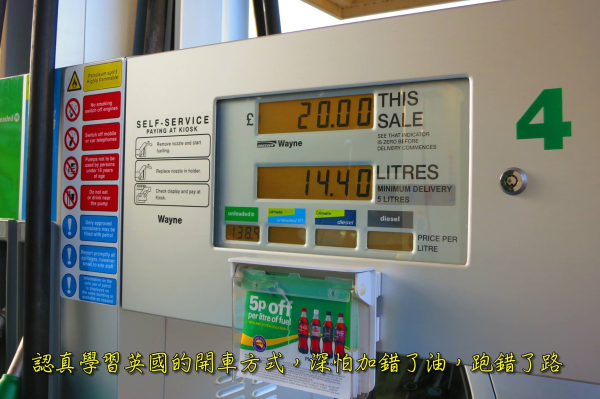 Petroleum spirit
Highly flammable
No smoking
switch off engines
Switch off mobile
or car telephones
Pumps not to be
used by persons
under 16 years
of age
Do not eat
or drink near
the pump
Only approved
containers may be
filled with petrol
SELF-SERVICE
PAYING AT KIOSK
Remove nozzle and start
fuelling.
Replace nozzle in holder.
Check display and pay at
Kiosk.
Wayne
£ 20.00 THIS
SALE
SEE THAT INDICATOR
IS ZERO BEFORE
DELIVERY COMMENCES
Wayne
14.40 LITRES
MINIMUM DELIVERY
5 LITRES
unleaded
diesel
diesel
138.9
PRICE PER
LITRE
4
5p off
per litre of fuel
認真學習英國的開車方式，深怕加錯了油，跑錯了路